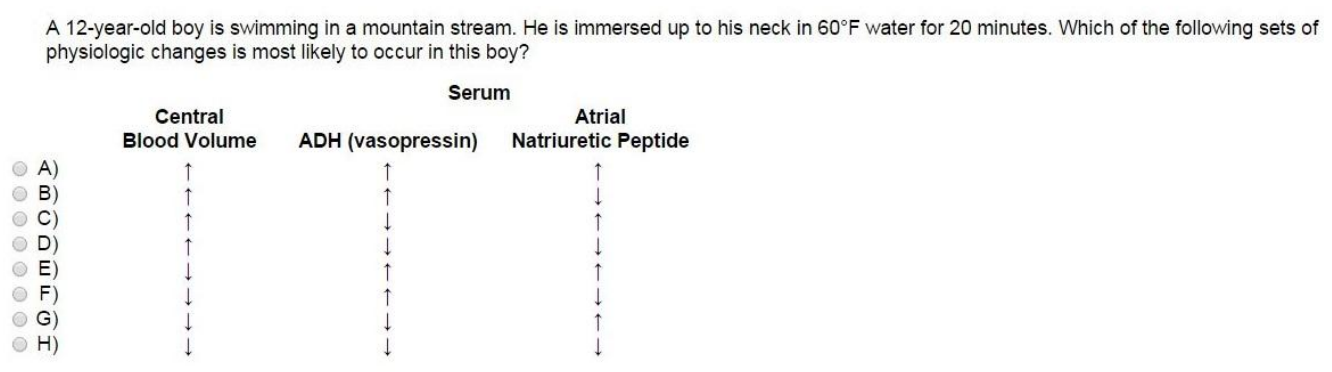 A 12-year-old boy is swimming in a mountain stream. He is immersed up to his neck in 60°F water for 20 minutes. Which of the following sets of
physiologic changes is most likely to occur in this boy?
Serum
Central Atrial
Blood Volume ADH (vasopressin) Natriuretic Peptide
A) ↑ ↑ ↑
B) ↑ ↑ ↓
C) ↑ ↓ ↑
D) ↑ ↓ ↓
E) ↓ ↑ ↑
F) ↓ ↑ ↓
G) ↓ ↓ ↑
H) ↓ ↓ ↓